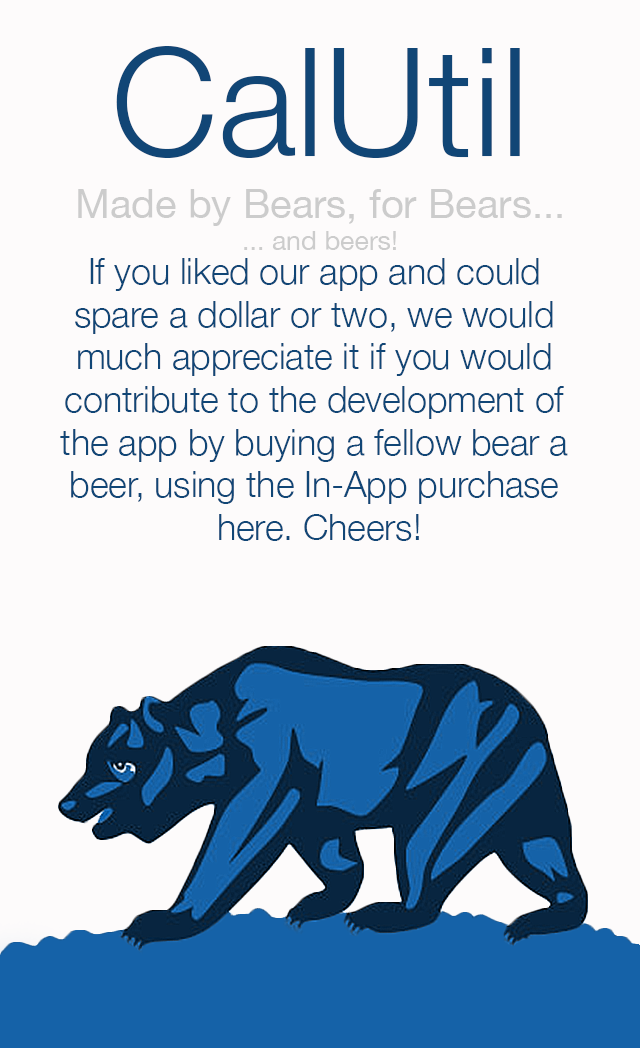 CalUtil
Made by Bears, for Bears...
... and beers!
If you liked our app and could
spare a dollar or two, we would
much appreciate it if you would
contribute to the development of
the app by buying a fellow bear a
beer, using the In-App purchase
here. Cheers!